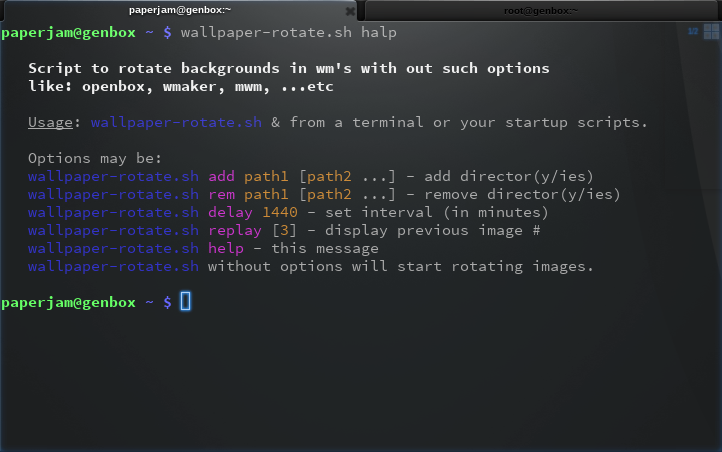 paperjam@genbox:~
root@genbox:~
paperjam@genbox ~ $ wallpaper-rotate.sh halp
1/2
Script to rotate backgrounds in wm's with out such options
like: openbox, wmaker, mwm, ...etc
Usage: wallpaper-rotate.sh & from a terminal or your startup scripts.
Options may be:
wallpaper-rotate.sh add path1 [path2 ...] - add director(y/ies)
wallpaper-rotate.sh rem path1 [path2 ...] - remove director(y/ies)
wallpaper-rotate.sh delay 1440 - set interval (in minutes)
wallpaper-rotate.sh replay [3] - display previous image #
wallpaper-rotate.sh help - this message
wallpaper-rotate.sh without options will start rotating images.
paperjam@genbox ~ $